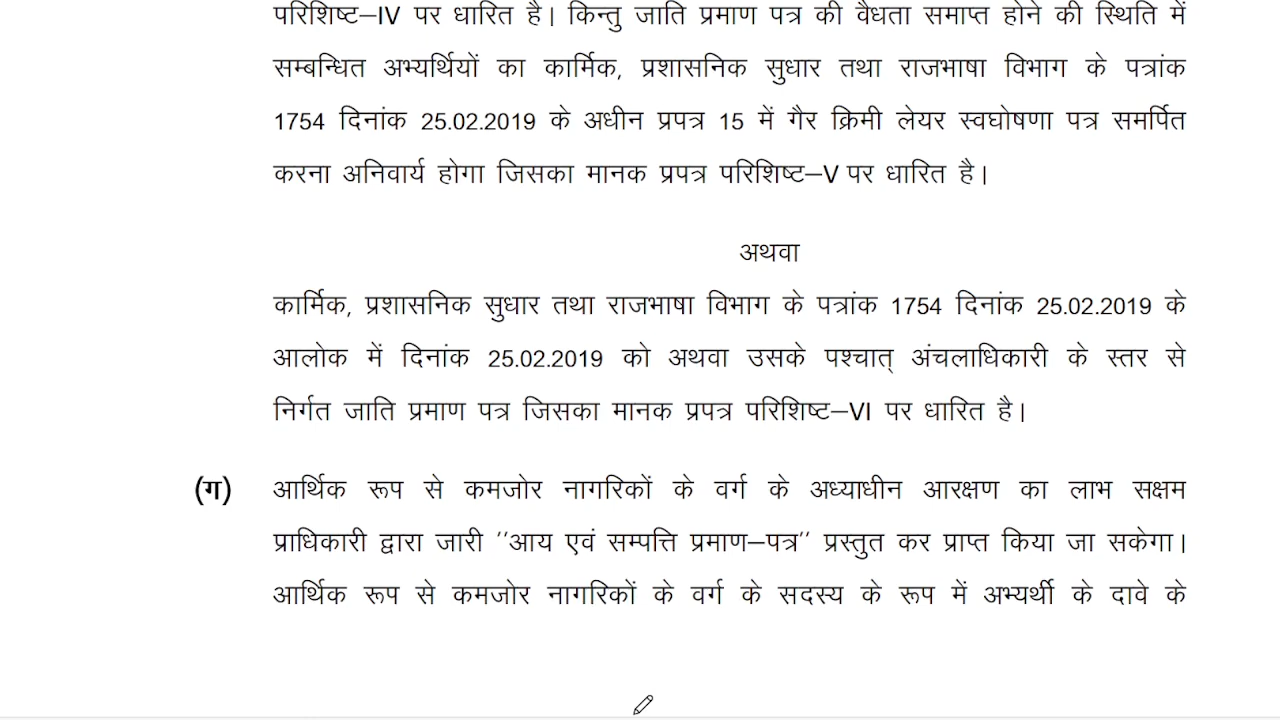 परिशिष्ट–IV पर धारित है। किन्तु जाति प्रमाण पत्र की वैधता समाप्त होने की स्थिति में
सम्बन्धित अभ्यर्थियों का कार्मिक, प्रशासनिक सुधार तथा राजभाषा विभाग के पत्रांक
1754 दिनांक 25.02.2019 के अधीन प्रपत्र 15 में गैर क्रिमी लेयर स्वघोषणा पत्र समर्पित
करना अनिवार्य होगा जिसका मानक प्रपत्र परिशिष्ट–V पर धारित है।
अथवा
कार्मिक, प्रशासनिक सुधार तथा राजभाषा विभाग के पत्रांक 1754 दिनांक 25.02.2019 के
आलोक में दिनांक 25.02.2019 को अथवा उसके पश्चात् अंचलाधिकारी के स्तर से
निर्गत जाति प्रमाण पत्र जिसका मानक प्रपत्र परिशिष्ट–VI पर धारित है।
(ग) आर्थिक रूप से कमजोर नागरिकों के वर्ग के अध्याधीन आरक्षण का लाभ सक्षम
प्राधिकारी द्वारा जारी ''आय एवं सम्पत्ति प्रमाण–पत्र'' प्रस्तुत कर प्राप्त किया जा सकेगा।
आर्थिक रूप से कमजोर नागरिकों के वर्ग के सदस्य के रूप में अभ्यर्थी के दावे के